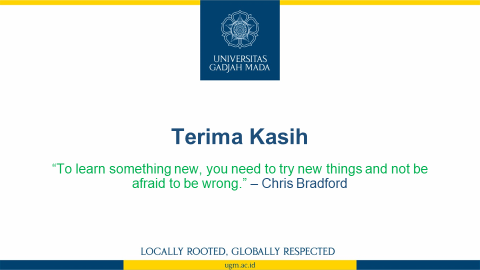 UNIVERSITAS
GADJAH MADA
Terima Kasih
“To learn something new, you need to try new things and not be
afraid to be wrong.” – Chris Bradford
LOCALLY ROOTED, GLOBALLY RESPECTED
ugm.ac.id